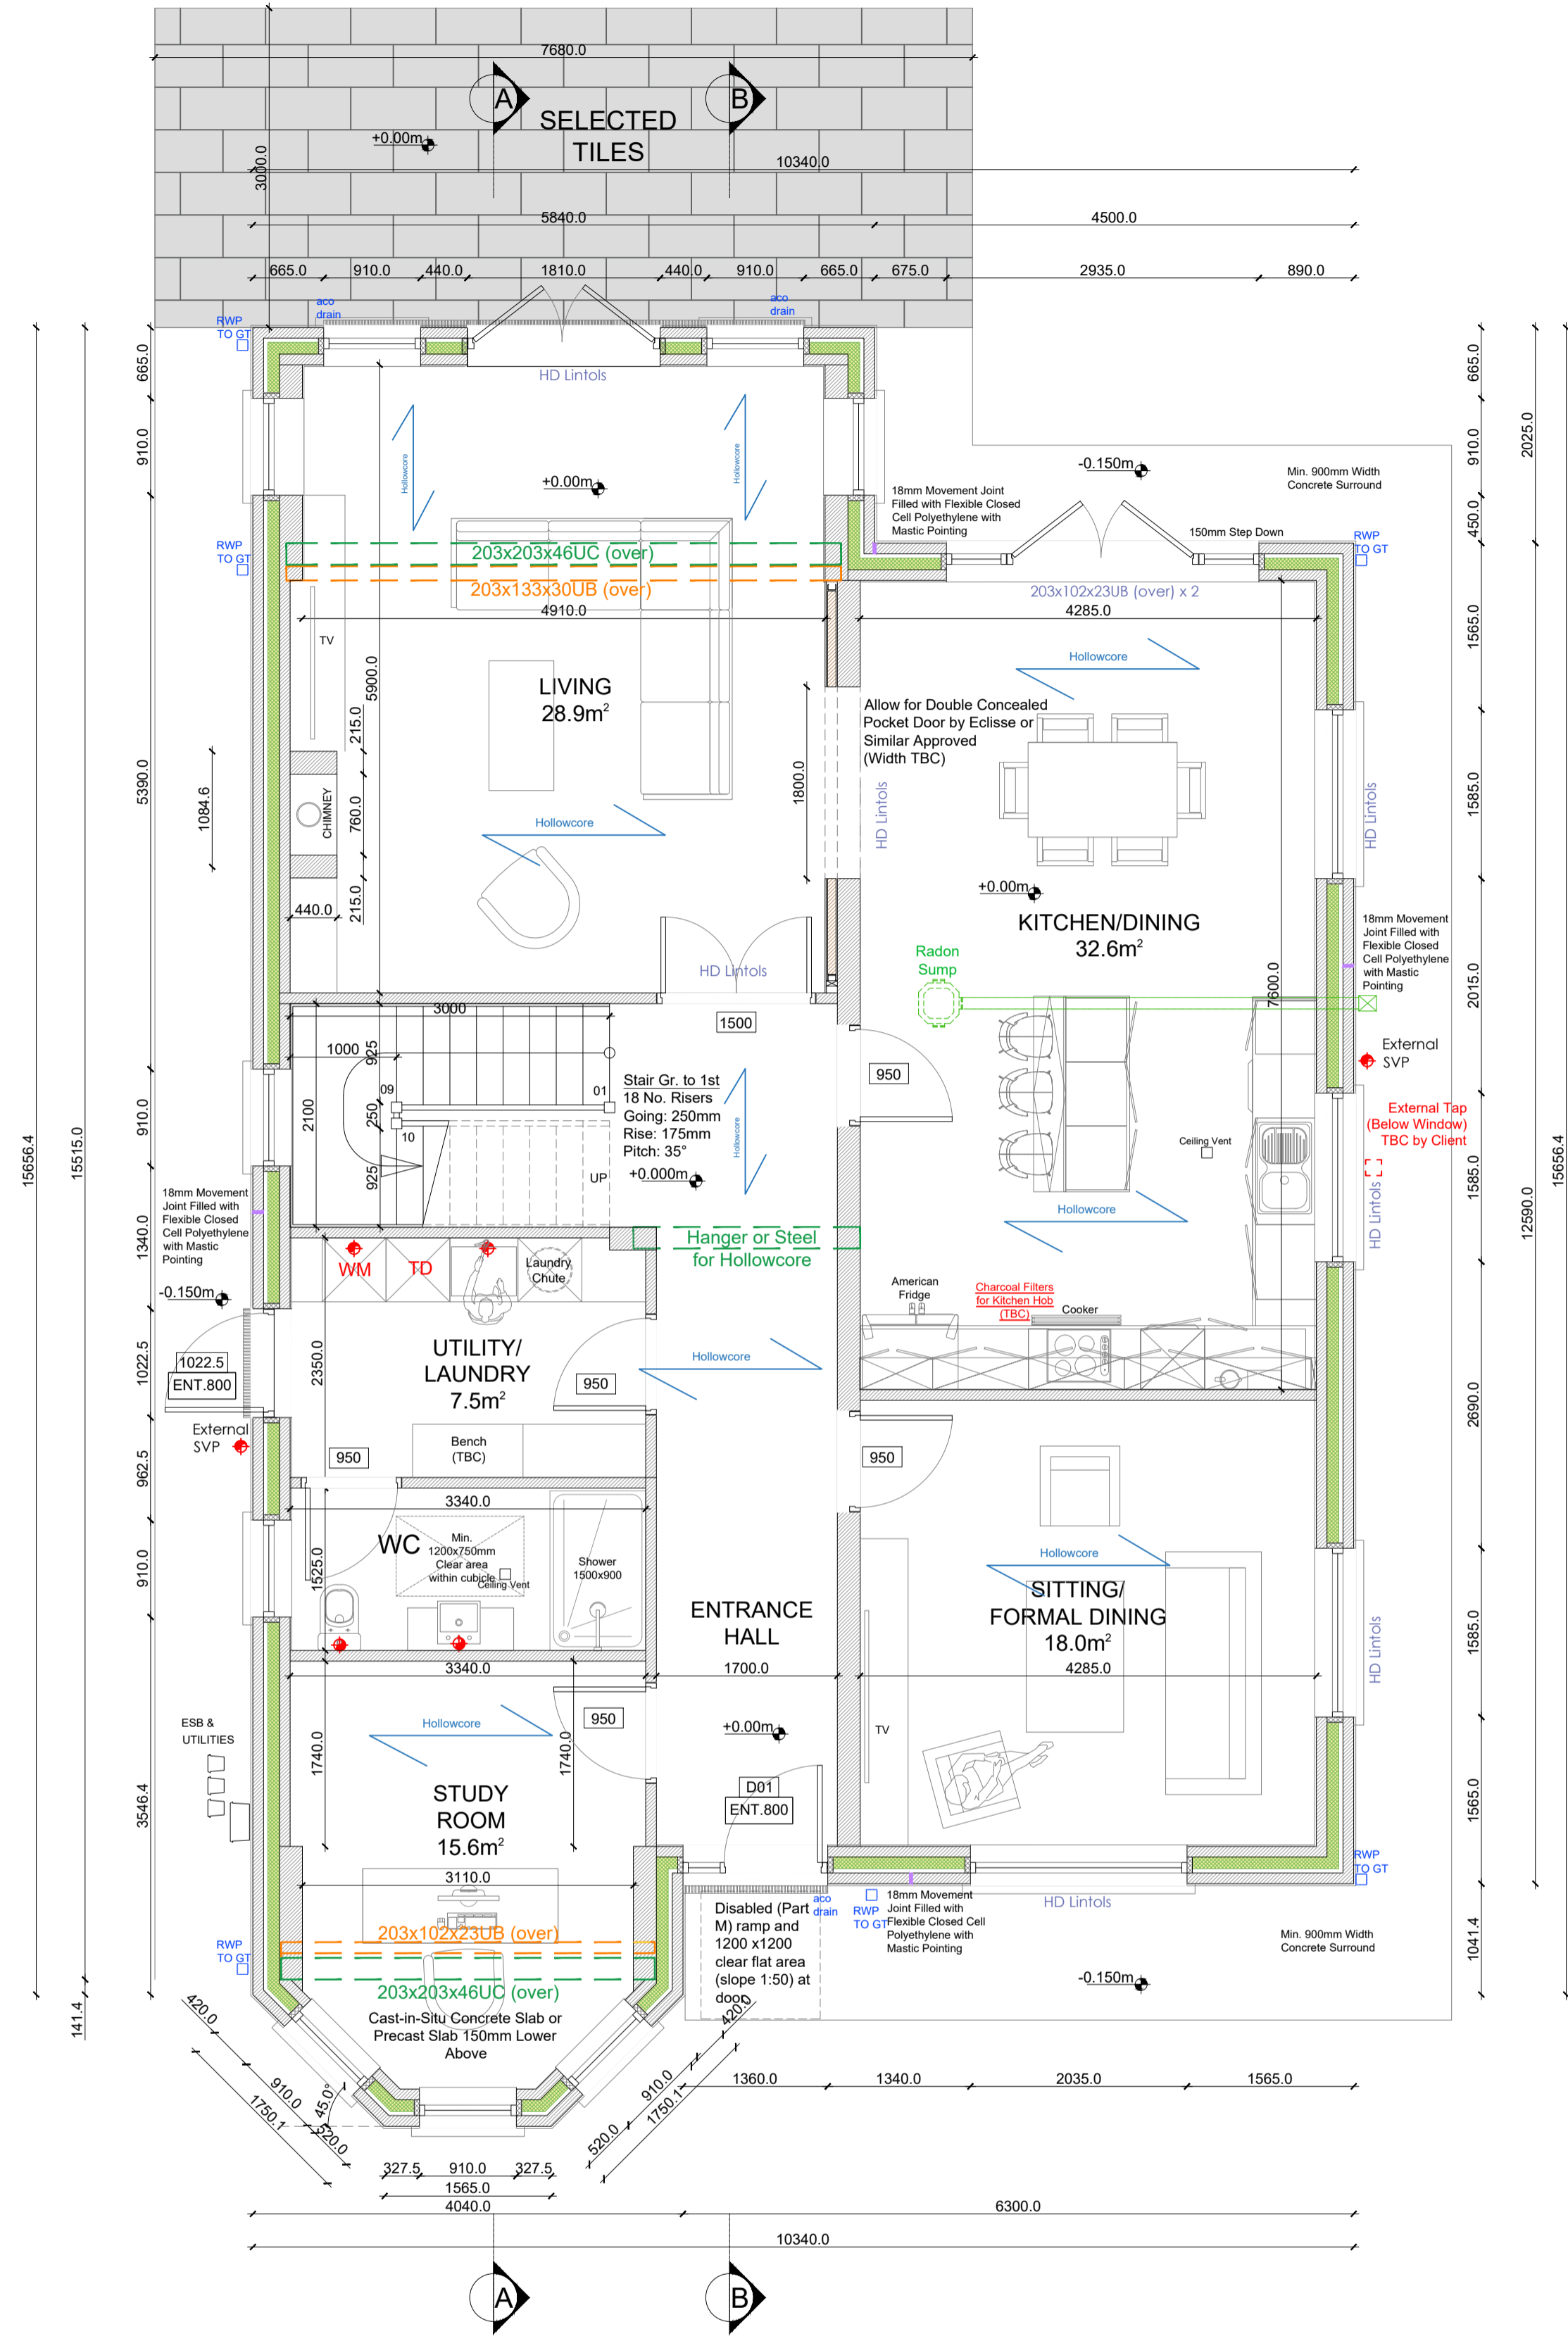 7680.0
A
B
SELECTED
TILES
+0.00m
3000.0
10340.0
5840.0
4500.0
665.0
910.0
440.0
1810.0
440.0
910.0
665.0
675.0
2935.0
890.0
aco
drain
aco
drain
RWP
TO GT
HD Lintols
665.0
910.0
5390.0
910.0
1340.0
1022.5
962.5
910.0
3546.4
15656.4
15515.0
141.4
665.0
910.0
450.0
1565.0
1585.0
2015.0
1585.0
2690.0
1585.0
1565.0
1041.4
2025.0
12590.0
15656.4
Hollowcore
Hollowcore
+0.00m
-0.150m
Min. 900mm Width
Concrete Surround
18mm Movement Joint
Filled with Flexible Closed
Cell Polyethylene with
Mastic Pointing
150mm Step Down
RWP
TO GT
RWP
TO GT
203x203x46UC (over)
203x133x30UB (over)
4910.0
203x102x23UB (over) x 2
4285.0
TV
5900.0
Hollowcore
LIVING
28.9m²
Allow for Double Concealed
Pocket Door by Eclisse or
Similar Approved
(Width TBC)
215.0
760.0
215.0
1084.6
CHIMNEY
440.0
1800.0
HD Lintols
HD Lintols
Hollowcore
+0.00m
KITCHEN/DINING
32.6m²
18mm Movement
Joint Filled with
Flexible Closed
Cell Polyethylene
with Mastic
Pointing
Radon
Sump
HD Lintols
7600.0
3000
1500
1000
925
950
External
SVP
09
01
10
250
2100
925
UP
Stair Gr. to 1st
18 No. Risers
Going: 250mm
Rise: 175mm
Pitch: 35°
+0.000m
Hollowcore
External Tap
(Below Window)
TBC by Client
Ceiling Vent
HD Lintols
Hollowcore
18mm Movement
Joint Filled with
Flexible Closed
Cell Polyethylene
with Mastic
Pointing
Hanger or Steel
for Hollowcore
WM
TD
Laundry
Chute
-0.150m
American
Fridge
Charcoal Filters
for Kitchen Hob
(TBC)
Cooker
1022.5
ENT.800
2350.0
UTILITY/
LAUNDRY
7.5m²
950
Hollowcore
External
SVP
Bench
(TBC)
950
950
3340.0
WC
Min.
1200x750mm
Clear area
within cubicle
Ceiling Vent
Shower
1500x900
1525.0
Hollowcore
ENTRANCE
HALL
SITTING/
FORMAL DINING
18.0m²
HD Lintols
3340.0
1700.0
4285.0
ESB &
UTILITIES
Hollowcore
950
+0.00m
TV
1740.0
1740.0
D01
ENT.800
STUDY
ROOM
15.6m²
3110.0
RWP
TO GT
203x102x23UB (over)
203x203x46UC (over)
Cast-in-Situ Concrete Slab or
Precast Slab 150mm Lower
Above
Disabled (Part
M) ramp and
1200 x1200
clear flat area
(slope 1:50) at
door
aco
drain
RWP
TO GT
18mm Movement
Joint Filled with
Flexible Closed Cell
Polyethylene with
Mastic Pointing
HD Lintols
RWP
TO GT
Min. 900mm Width
Concrete Surround
-0.150m
420.0
910.0
1750.1
520.0
45.0°
420.0
910.0
1750.1
520.0
1360.0
1340.0
2035.0
1565.0
327.5
910.0
327.5
1565.0
4040.0
6300.0
10340.0
A
B